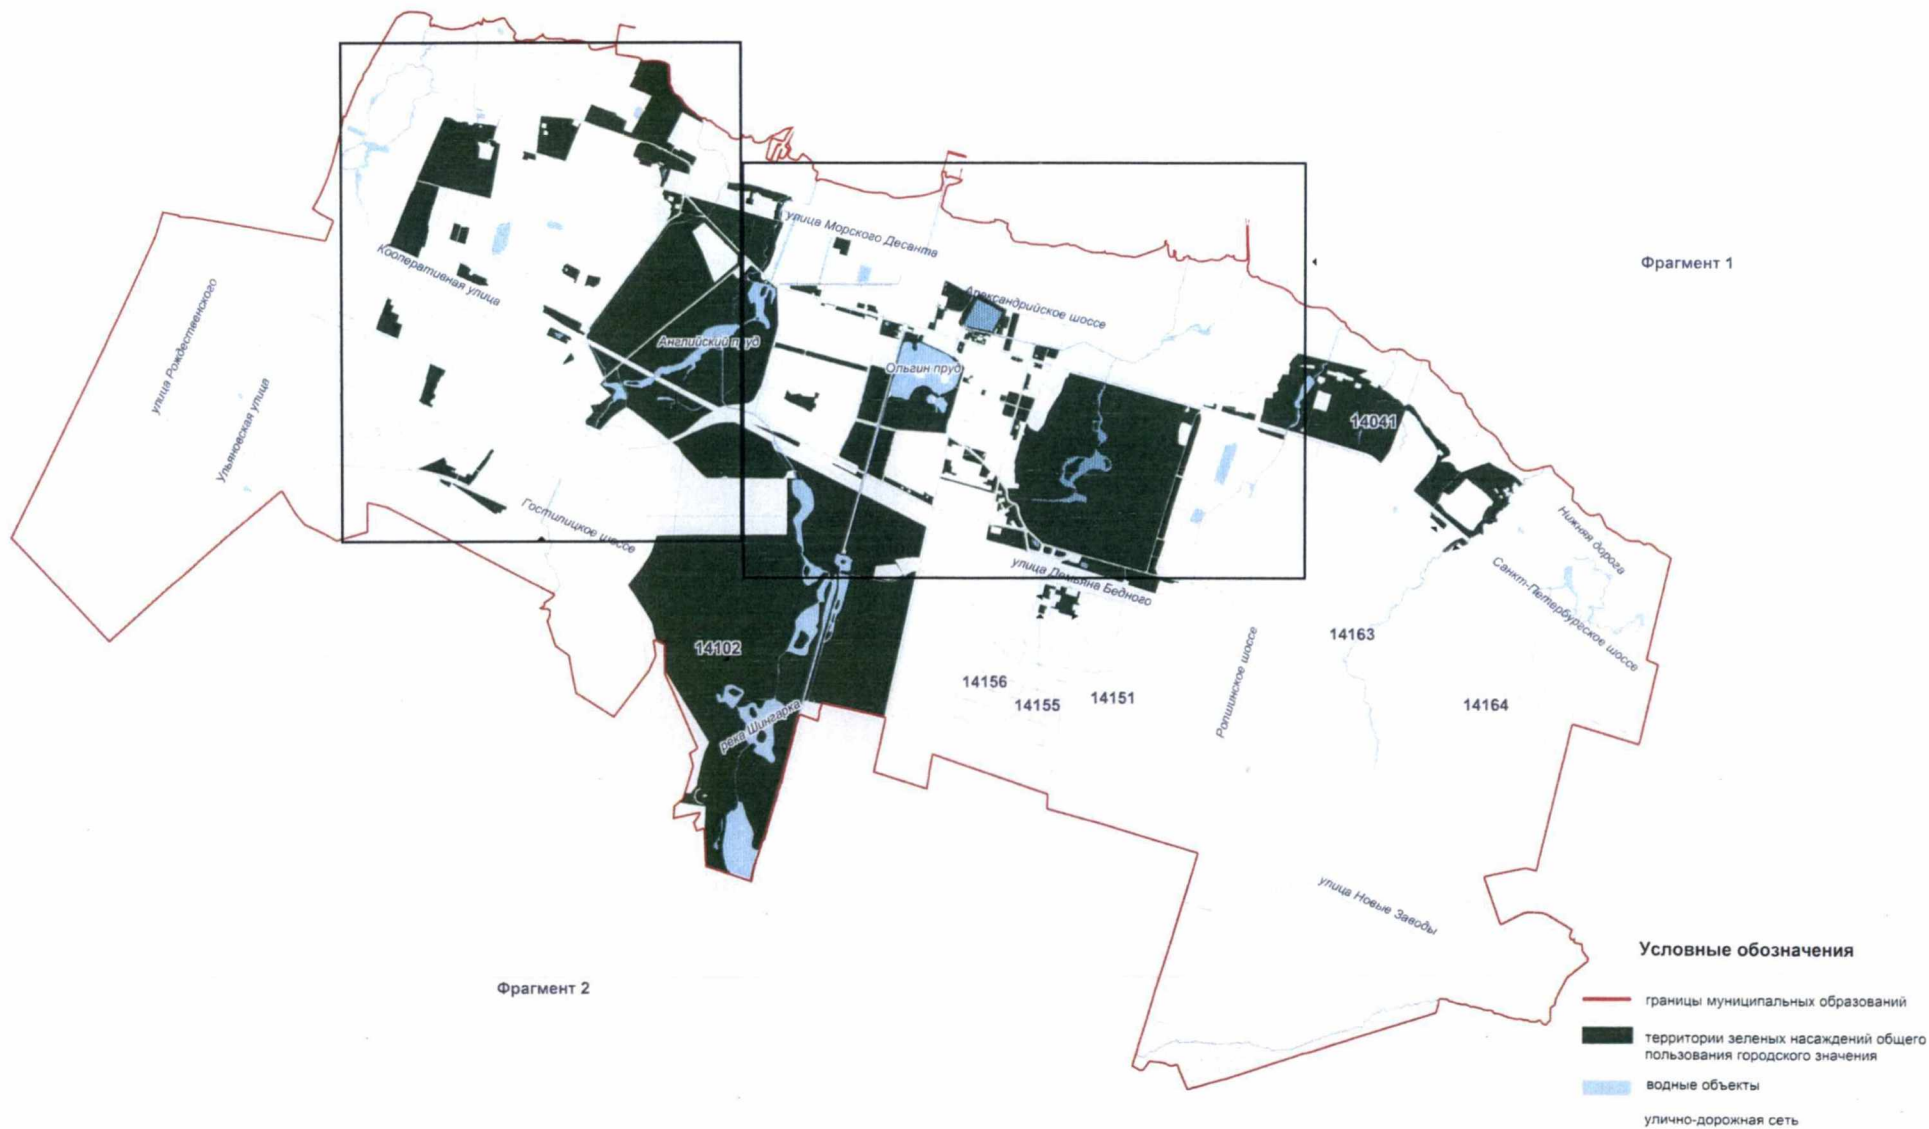 улица Морского Десанта
Фрагмент 1
Кооперативная улица
Александрийское шоссе
улица Рождественского
Английский пруд
Ольгин пруд
Ульяновская улица
14041
Гостилицкое шоссе
Нижняя дорога
улица Демьяна Бедного
Санкт-Петербургское шоссе
14102
14163
Ропшинское шоссе
14156
14155
14151
14164
река Шингарка
улица Новые Заводы
Фрагмент 2
Условные обозначения
границы муниципальных образований
территории зеленых насаждений общего
пользования городского значения
водные объекты
улично-дорожная сеть